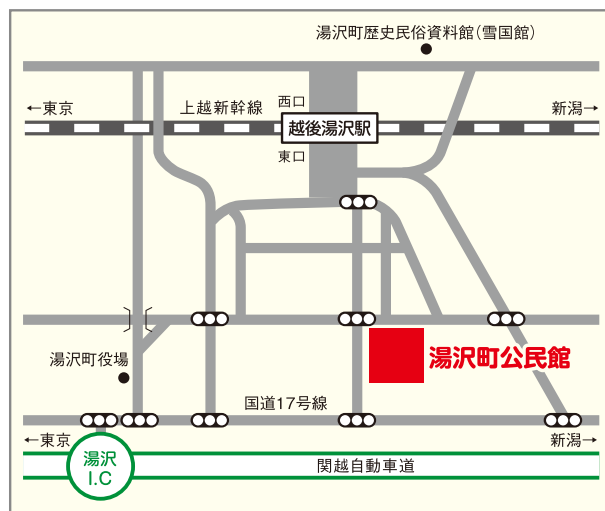 湯沢町歴史民俗資料館（雪国館）
←東京
上越新幹線
西口
新潟→
越後湯沢駅
東口
湯沢町公民館
湯沢町役場
国道17号線
←東京
新潟→
湯沢
I.C
関越自動車道